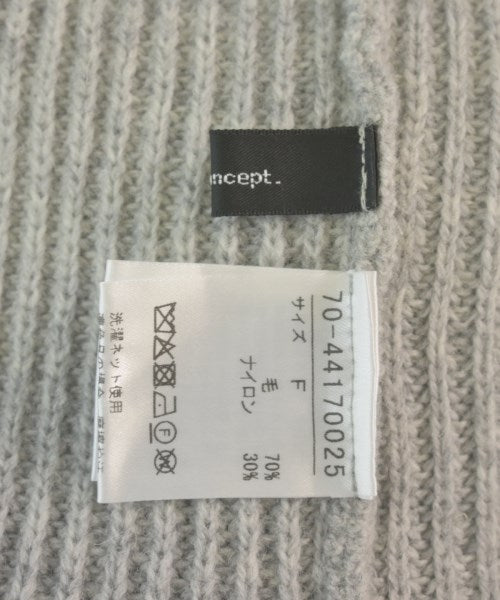 ncept.
70-44170025
サイズ F
毛 70%
ナイロン 30%
洗濯ネット使用